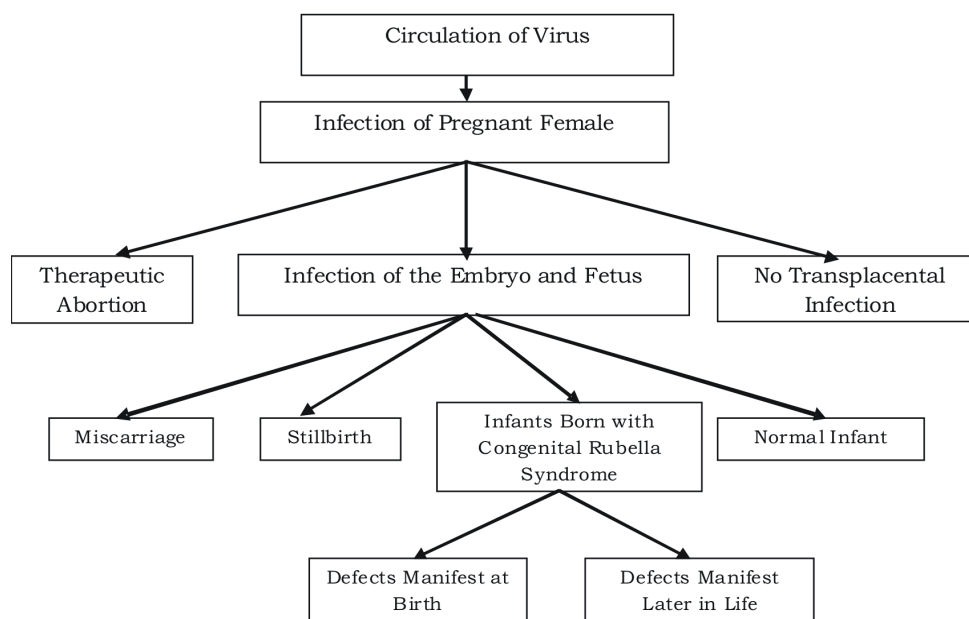 Circulation of Virus
Infection of Pregnant Female
Therapeutic
Abortion
Infection of the Embryo and Fetus
No Transplacental
Infection
Miscarriage
Stillbirth
Infants Born with
Congenital Rubella
Syndrome
Normal Infant
Defects Manifest at
Birth
Defects Manifest
Later in Life